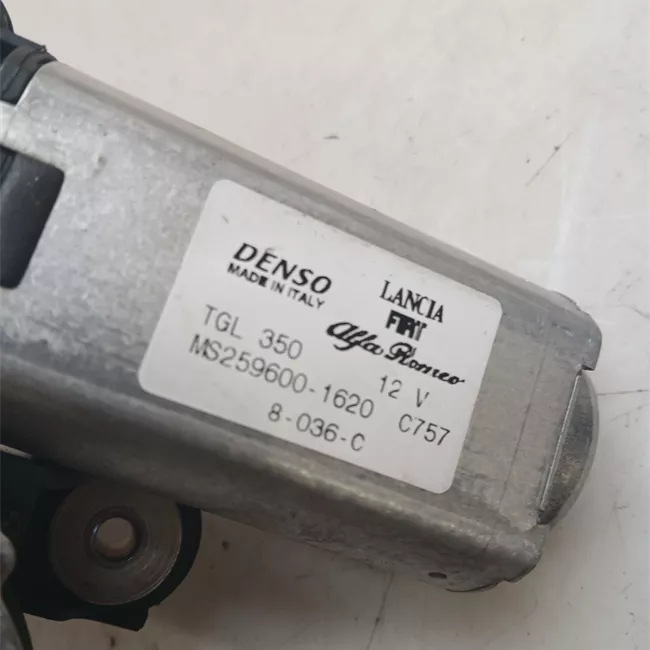 DENSO
MADE IN ITALY
LANCIA
FIAT
Alfa Romeo
TGL 350
12 V
MS259600-1620 C757
8-036-C